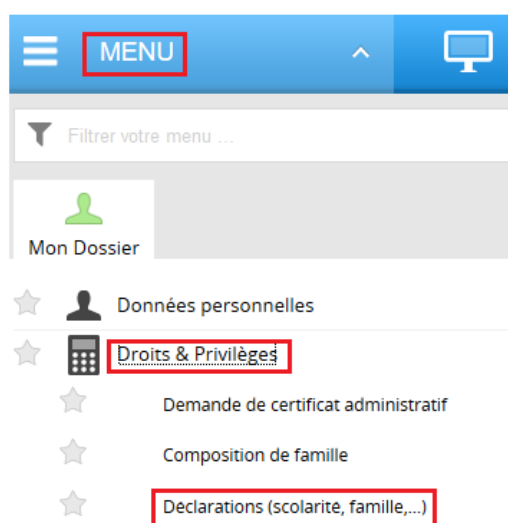 MENU
Filtrer votre menu ...
Mon Dossier
Données personnelles
Droits & Privilèges
Demande de certificat administratif
Composition de famille
Déclarations (scolarité, famille,...)